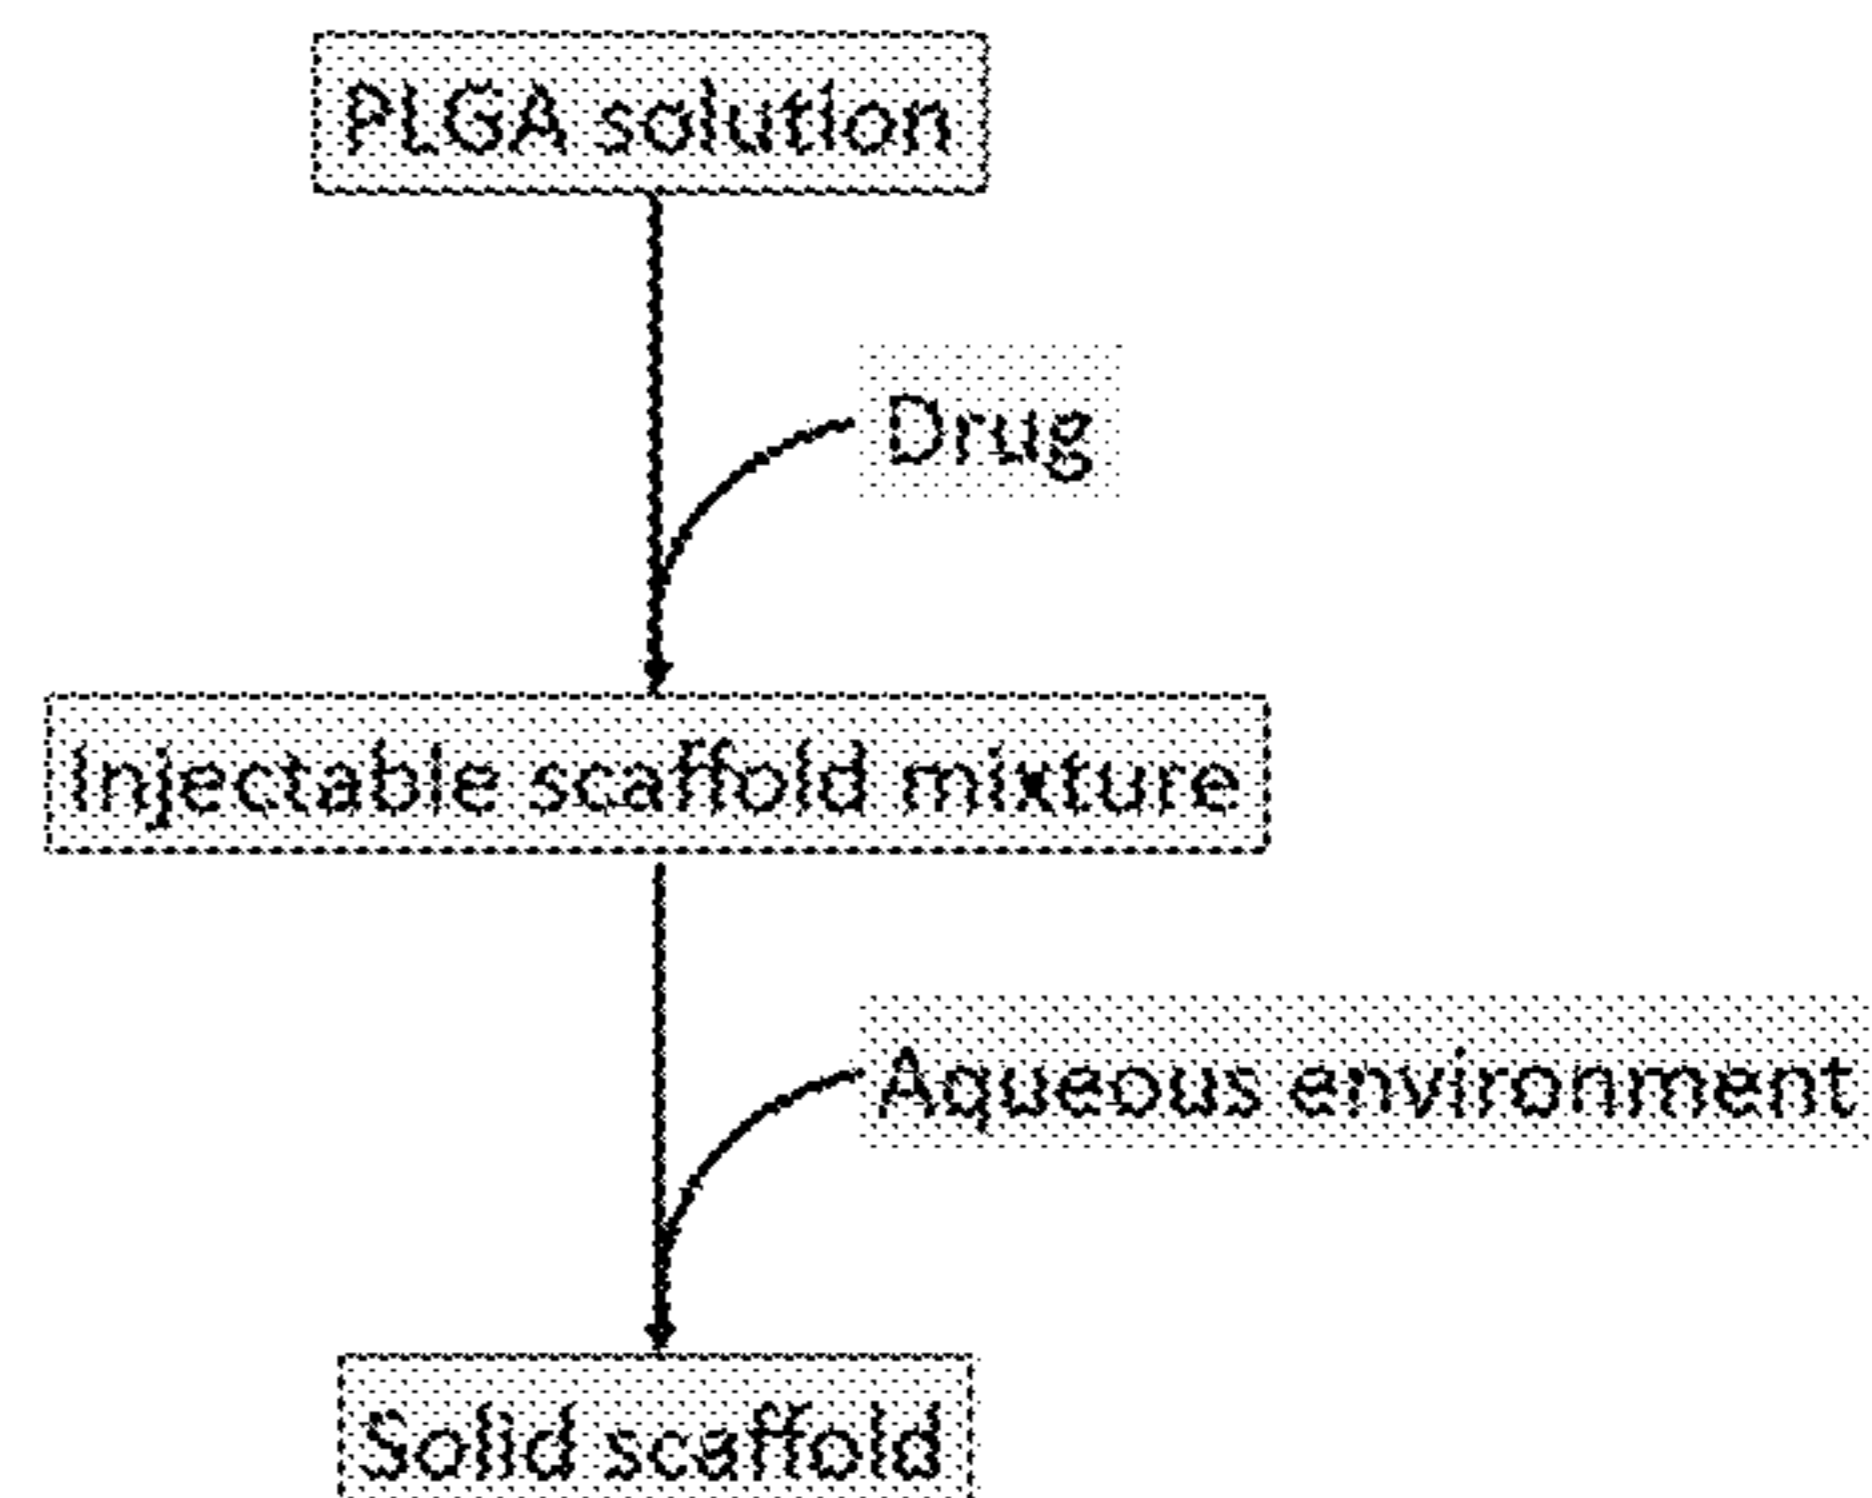 PLGA solution
Drug
Injectable scaffold mixture
Aqueous environment
Solid scaffold